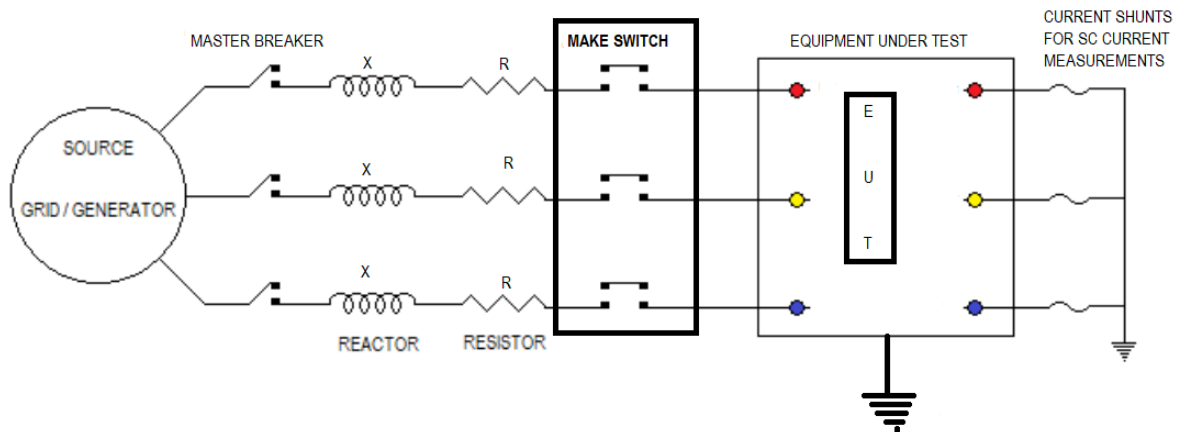 CURRENT SHUNTS
FOR SC CURRENT
MEASUREMENTS
MASTER BREAKER
MAKE SWITCH
EQUIPMENT UNDER TEST
X
R
X
R
X
R
SOURCE
GRID / GENERATOR
E
U
T
REACTOR
RESISTOR